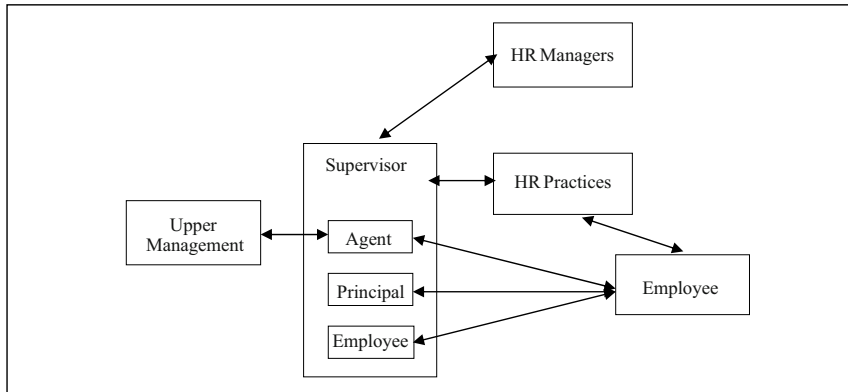 HR Managers
Supervisor
HR Practices
Upper
Management
Agent
Principal
Employee
Employee